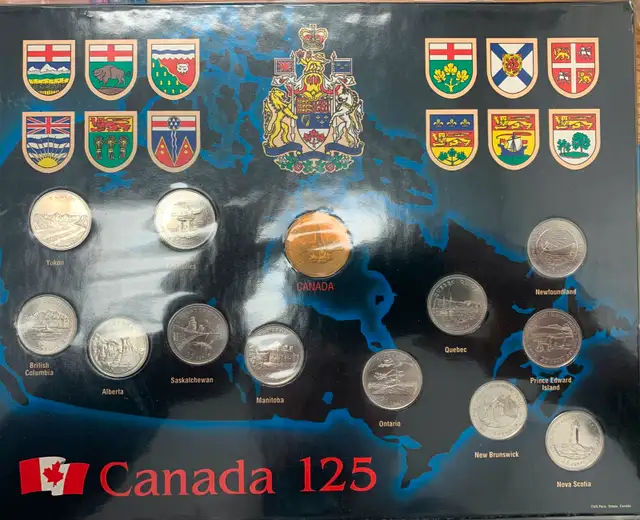 Yukon
CANADA
Newfoundland
Quebec
British
Columbia
Alberta
Saskatchewan
Manitoba
Ontario
Prince Edward
Island
New Brunswick
Nova Scotia
Canada 125